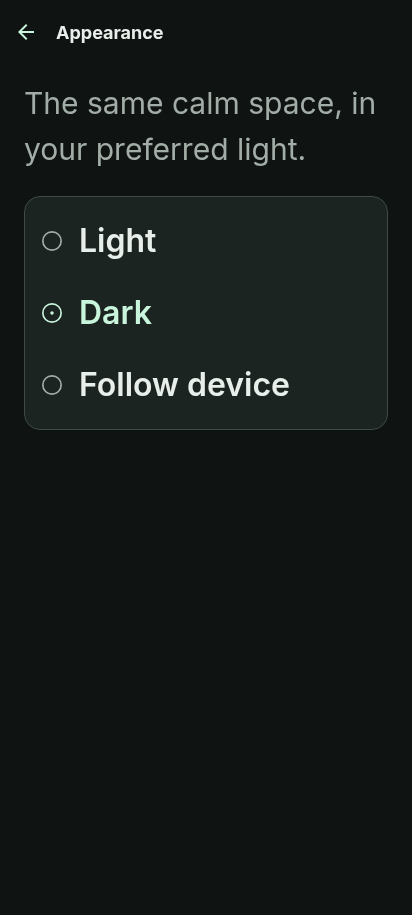 Appearance
The same calm space, in
your preferred light.
Light
Dark
Follow device